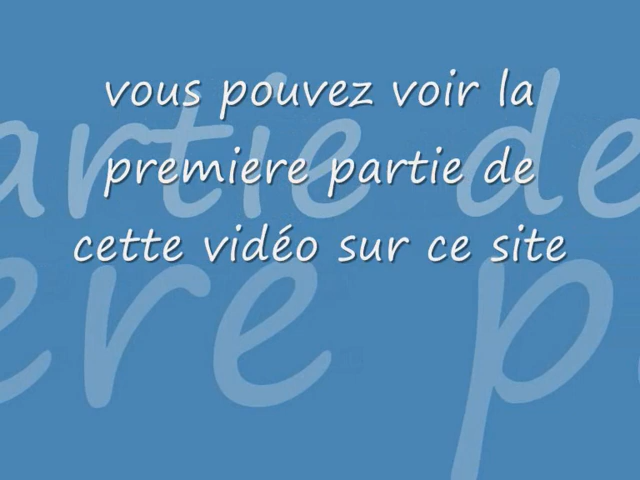 vous pouvez voir la
premiere partie de
cette vidéo sur ce site